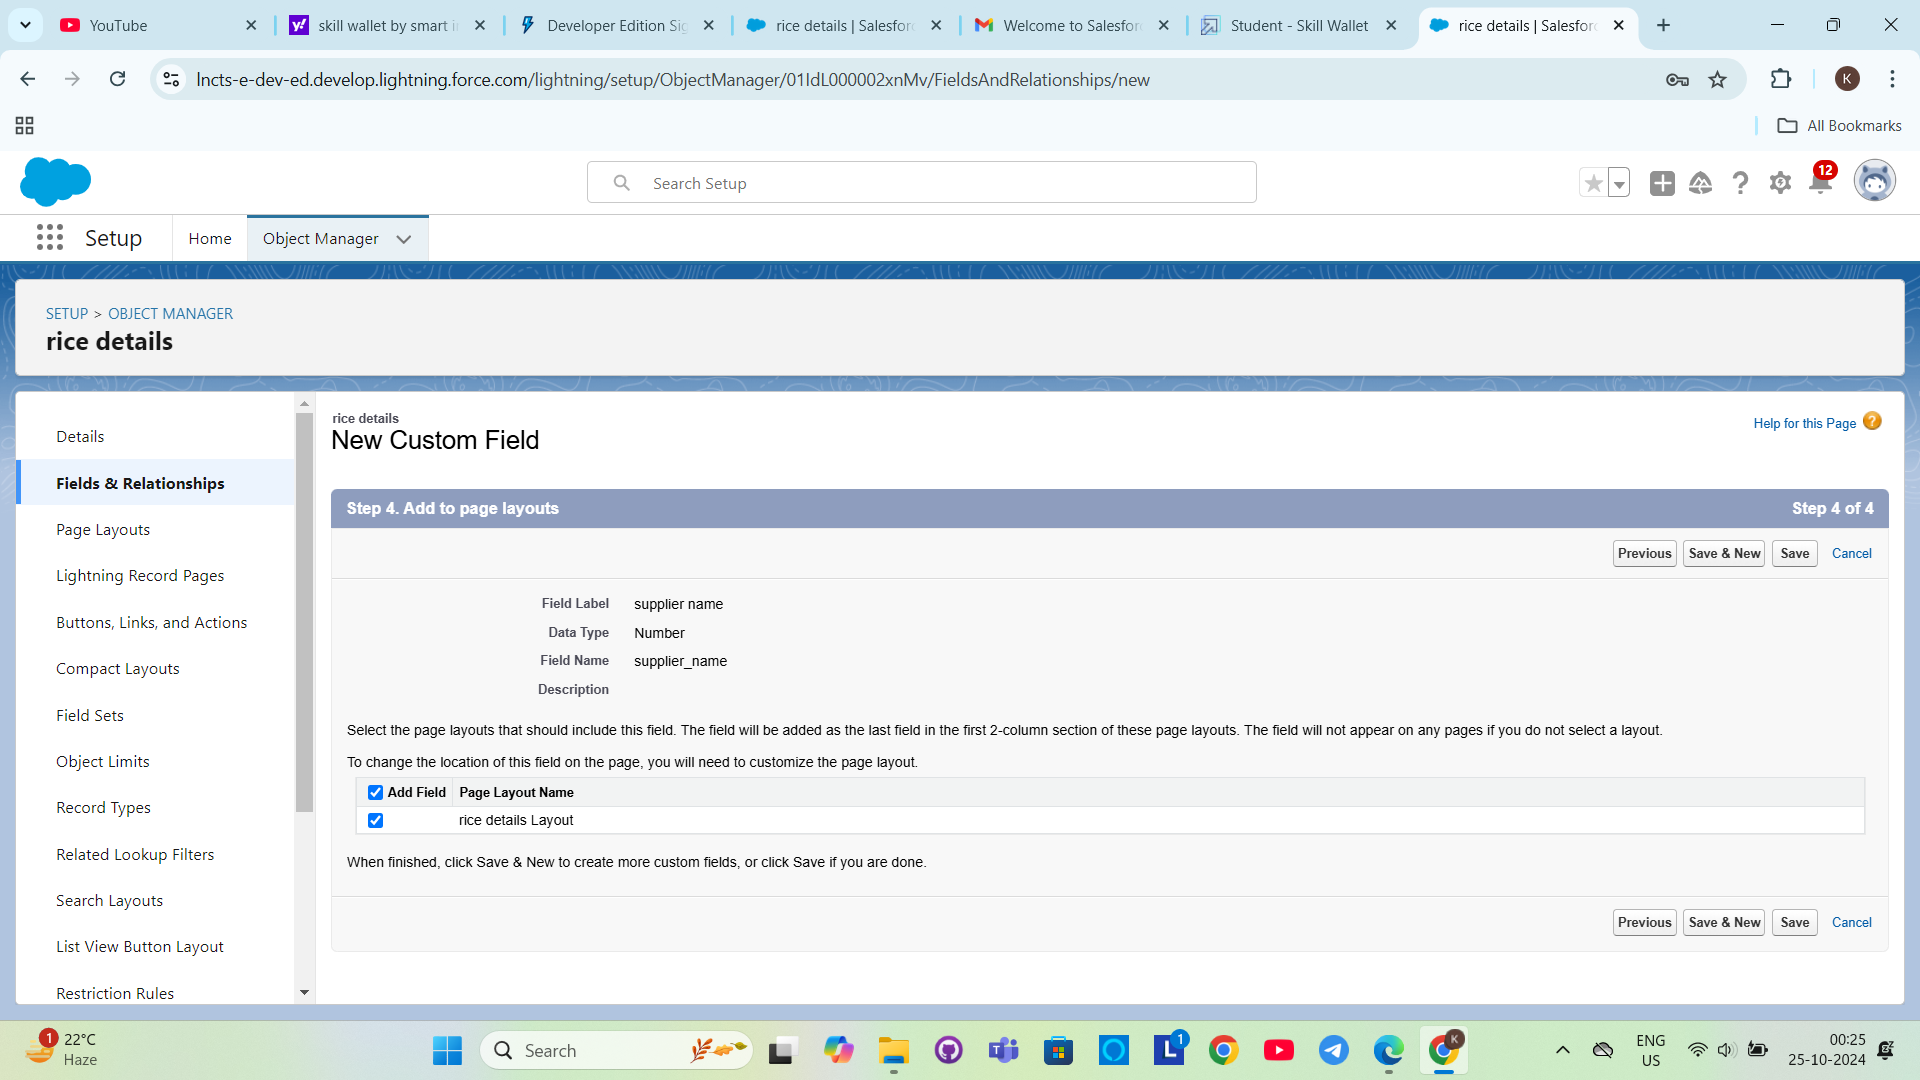 YouTube
skill wallet by smart i
Developer Edition Sig
rice details | Salesforc
Welcome to Salesforc
Student - Skill Wallet
rice details | Salesforc
lncts-e-dev-ed.develop.lightning.force.com/lightning/setup/ObjectManager/01IdL000002xnMv/FieldsAndRelationships/new
K
All Bookmarks
Search Setup
12
Setup
Home
Object Manager
SETUP > OBJECT MANAGER
rice details
Details
Fields & Relationships
Page Layouts
Lightning Record Pages
Buttons, Links, and Actions
Compact Layouts
Field Sets
Object Limits
Record Types
Related Lookup Filters
Search Layouts
List View Button Layout
Restriction Rules
rice details
New Custom Field
Help for this Page
Step 4. Add to page layouts
Step 4 of 4
Previous
Save & New
Save
Cancel
Field Label supplier name
Data Type Number
Field Name supplier_name
Description
Select the page layouts that should include this field. The field will be added as the last field in the first 2-column section of these page layouts. The field will not appear on any pages if you do not select a layout.
To change the location of this field on the page, you will need to customize the page layout.
Add Field Page Layout Name
rice details Layout
When finished, click Save & New to create more custom fields, or click Save if you are done.
Previous
Save & New
Save
Cancel
1
22°C
Haze
Search
1
K
ENG
US
00:25
25-10-2024